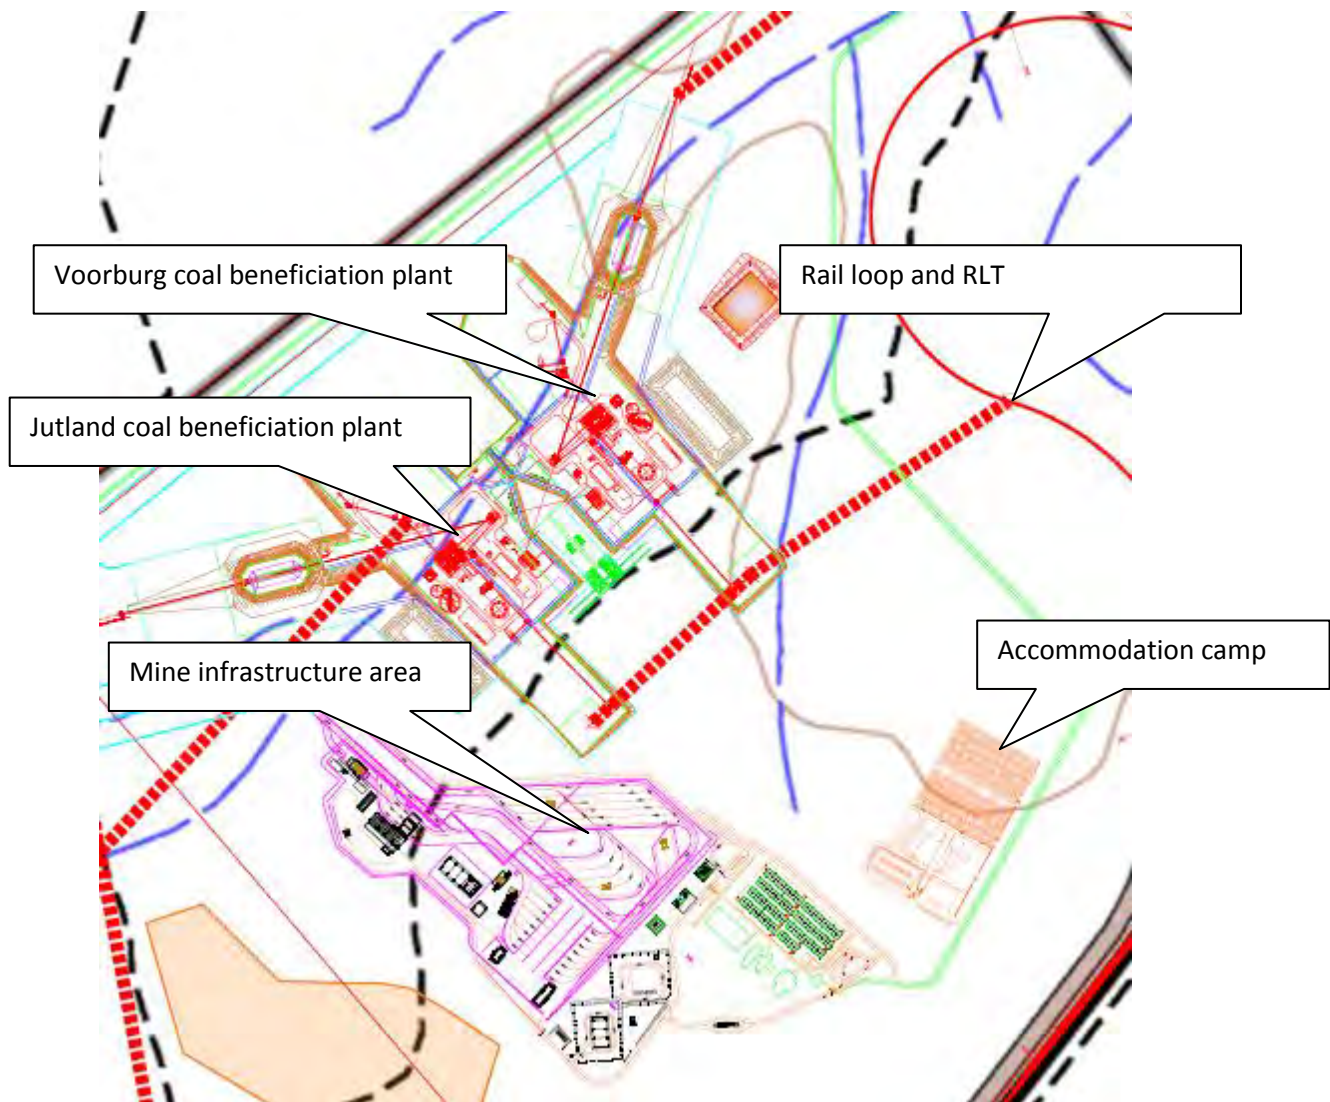 Voorburg coal beneficiation plant
Rail loop and RLT
Jutland coal beneficiation plant
Accommodation camp
Mine infrastructure area